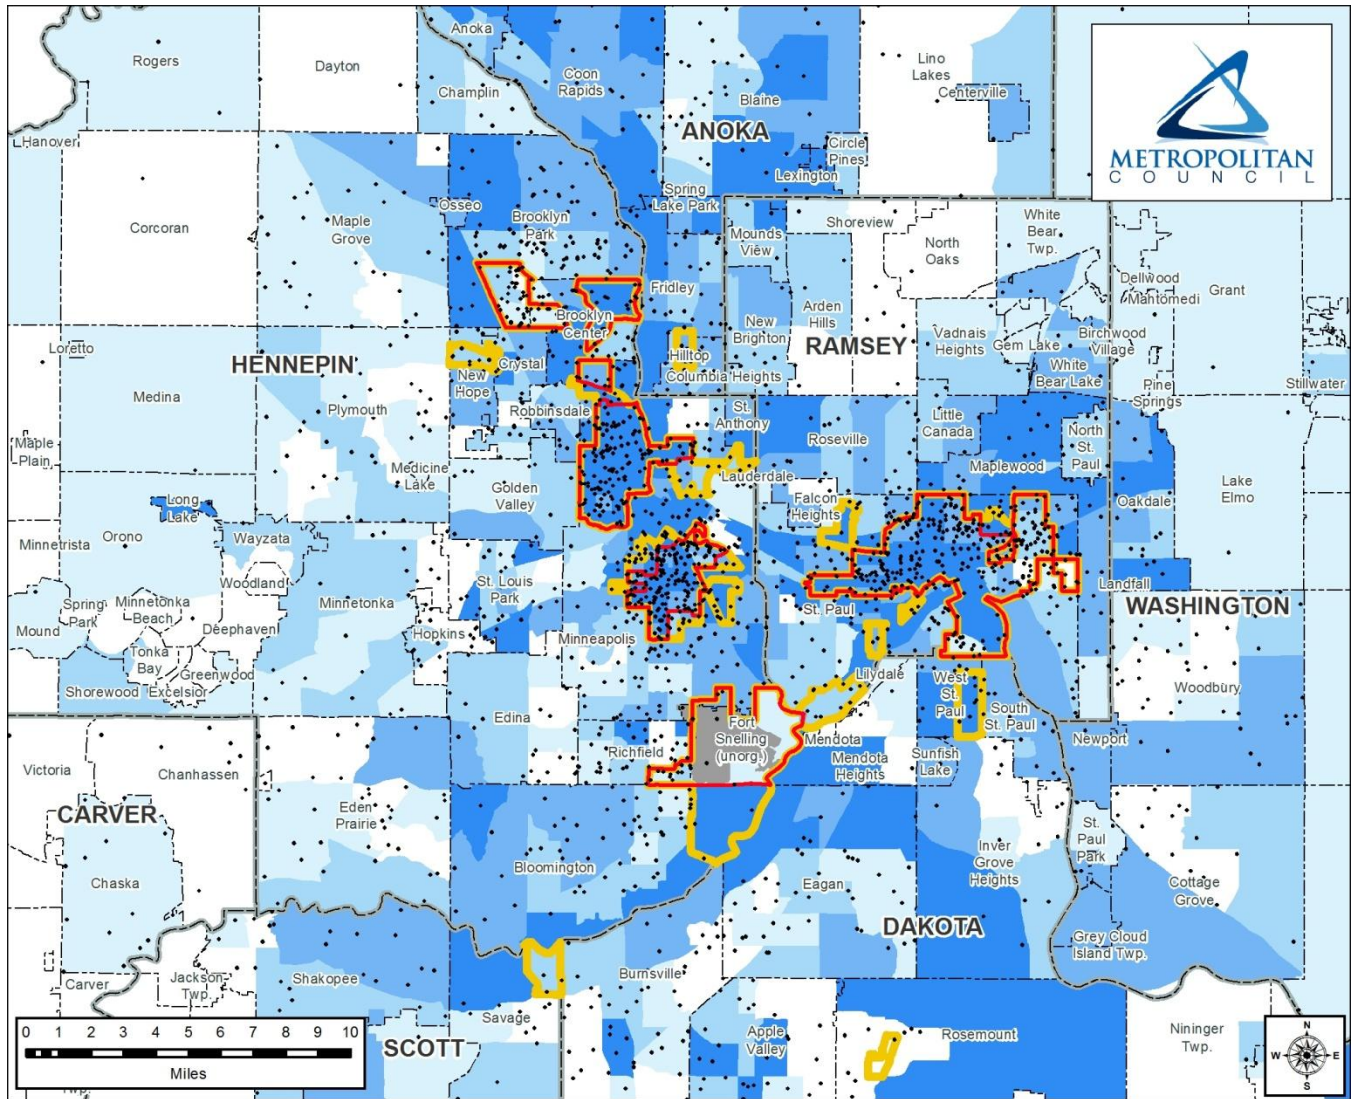 Anoka
Rogers
Dayton
Champlin
Coon
Rapids
Lino
Lakes
Centerville
Blaine
ANOKA
METROPOLITAN
COUNCIL
Hanover
Circle
Pines
Lexington
Spring
Lake Park
Osseo
Brooklyn
Park
Maple
Grove
Corcoran
Mounds
View
Shoreview
White
Bear
Twp.
North
Oaks
Dellwood
Mahtomedi
Grant
Fridley
Arden
Hills
Brooklyn
Center
New
Brighton
Vadnais
Heights
Gem Lake
Birchwood
Village
RAMSEY
Loretto
HENNEPIN
Crystal
Hilltop
Columbia Heights
New
Hope
White
Bear Lake
Pine
Springs
Stillwater
Medina
Plymouth
Robbinsdale
St.
Anthony
Roseville
Little
Canada
North
St.
Paul
Maple
Plain
Medicine
Lake
Golden
Valley
Lauderdale
Maplewood
Falcon
Heights
Oakdale
Lake
Elmo
Long
Lake
Minnetrista
Orono
Wayzata
Woodland
St. Louis
Park
Landfall
WASHINGTON
Spring
Park
Minnetonka
Beach
Minnetonka
Mound
Deephaven
Hopkins
Minneapolis
St. Paul
Tonka
Bay
Greenwood
Shorewood
Excelsior
Lilydale
West
St.
Paul
Woodbury
Edina
South
St. Paul
Fort
Snelling
(unorg.)
Richfield
Mendota
Mendota
Heights
Sunfish
Lake
Newport
Victoria
Chanhassen
CARVER
Eden
Prairie
St.
Paul
Park
Inver
Grove
Heights
Bloomington
Chaska
Eagan
Cottage
Grove
DAKOTA
Grey Cloud
Island Twp.
Carver
Jackson
Twp.
Shakopee
Burnsville
Savage
Apple
Valley
Rosemount
Nininger
Twp.
SCOTT
0 1 2 3 4 5 6 7 8 9 10
Miles
Twp.
N
W
E
S